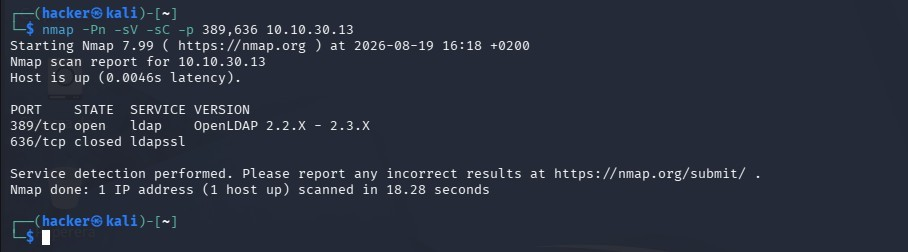 ┌──(hacker㉿kali)-[~]
└─$ nmap -Pn -sV -sC -p 389,636 10.10.30.13
Starting Nmap 7.99 ( https://nmap.org ) at 2026-08-19 16:18 +0200
Nmap scan report for 10.10.30.13
Host is up (0.0046s latency).

PORT    STATE  SERVICE VERSION
389/tcp open   ldap    OpenLDAP 2.2.X - 2.3.X
636/tcp closed ldapssl

Service detection performed. Please report any incorrect results at https://nmap.org/submit/ .
Nmap done: 1 IP address (1 host up) scanned in 18.28 seconds

┌──(hacker㉿kali)-[~]
└─$